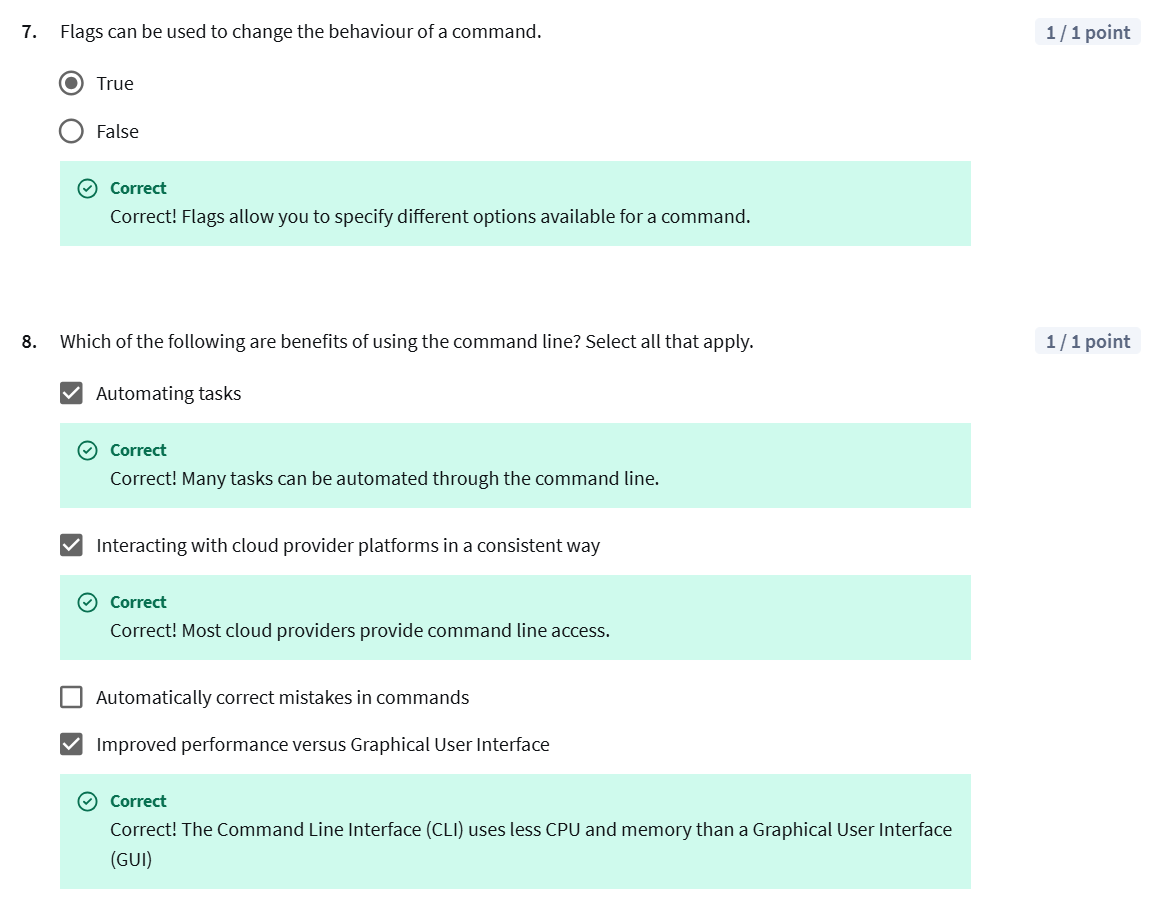 7. Flags can be used to change the behaviour of a command. 1 / 1 point
True
False
Correct
Correct! Flags allow you to specify different options available for a command.
8. Which of the following are benefits of using the command line? Select all that apply. 1 / 1 point
Automating tasks
Correct
Correct! Many tasks can be automated through the command line.
Interacting with cloud provider platforms in a consistent way
Correct
Correct! Most cloud providers provide command line access.
Automatically correct mistakes in commands
Improved performance versus Graphical User Interface
Correct
Correct! The Command Line Interface (CLI) uses less CPU and memory than a Graphical User Interface
(GUI)